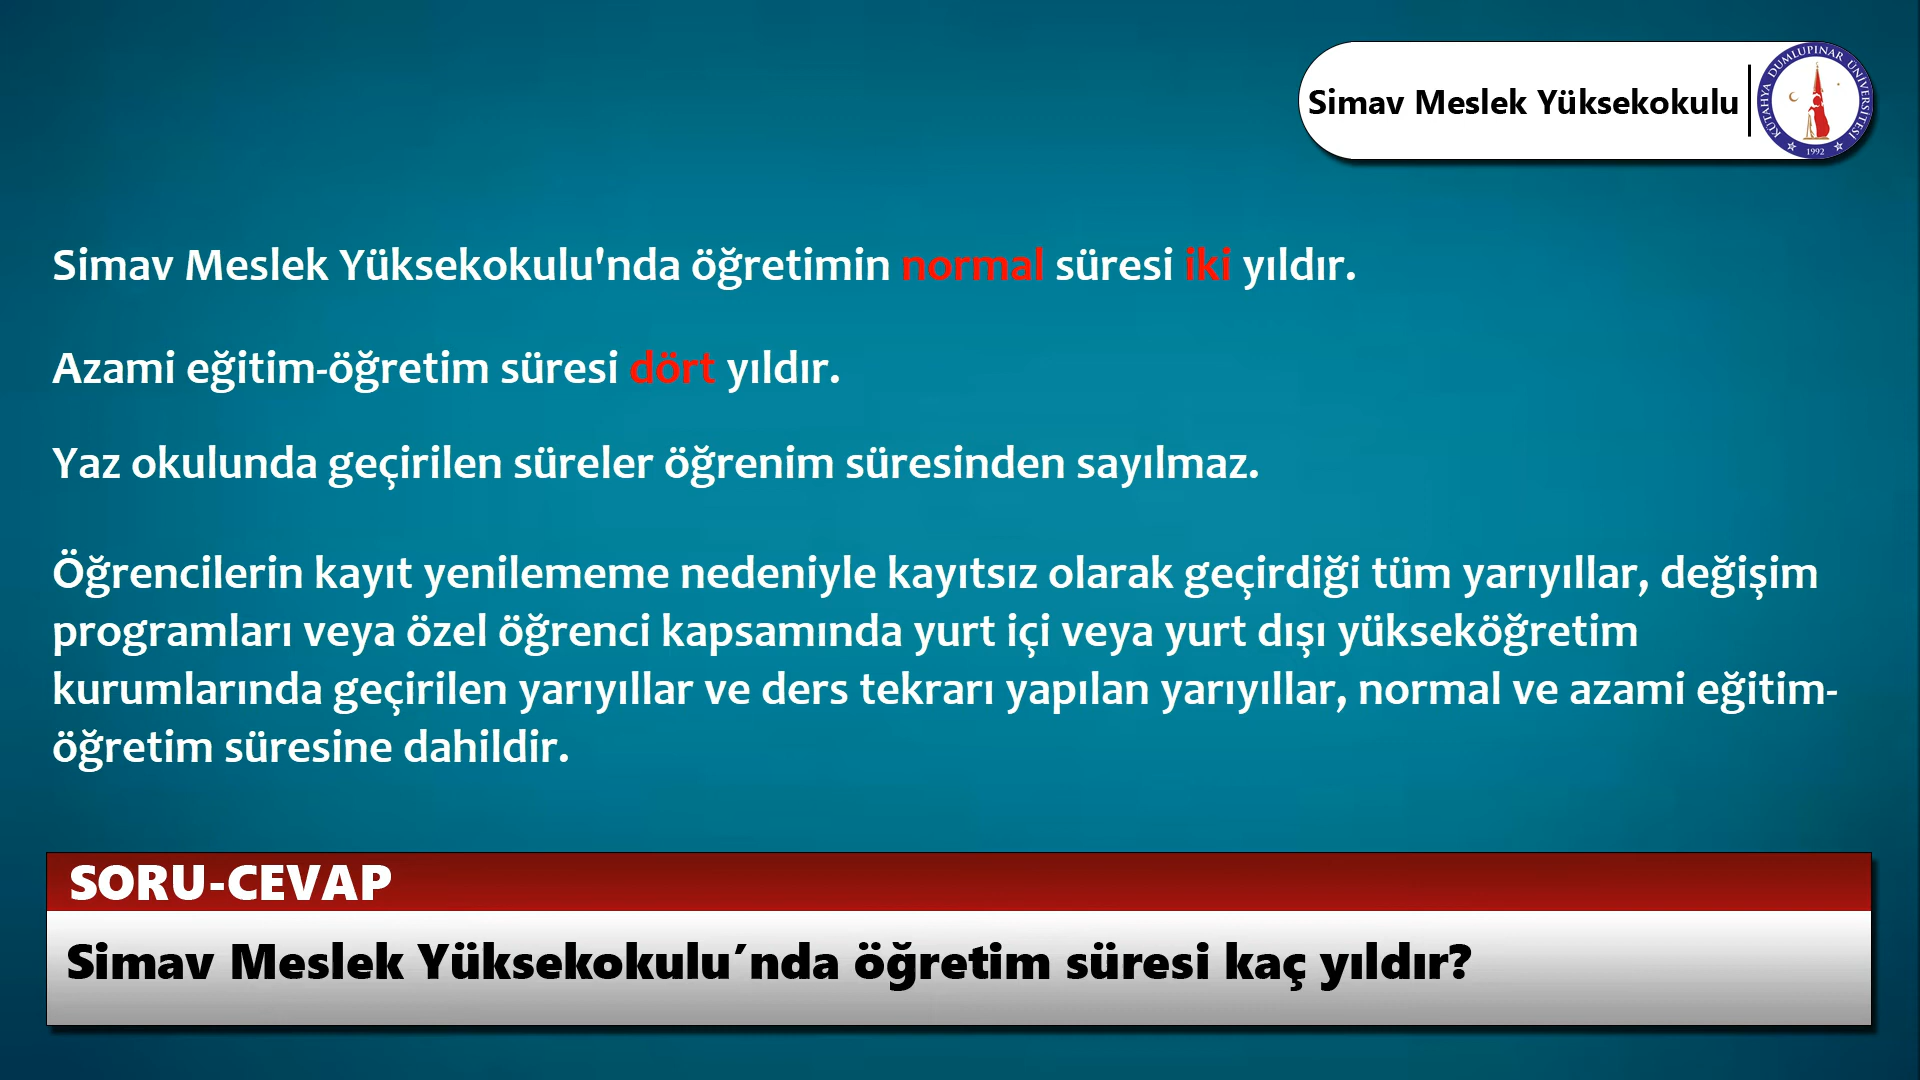 Simav Meslek Yüksekokulu
KÜTAHYA DUMLUPINAR ÜNİVERSİTESİ
1992
Simav Meslek Yüksekokulu'nda öğretimin normal süresi iki yıldır.
Azami eğitim-öğretim süresi dört yıldır.
Yaz okulunda geçirilen süreler öğrenim süresinden sayılmaz.
Öğrencilerin kayıt yenilememe nedeniyle kayıtsız olarak geçirdiği tüm yarıyıllar, değişim
programları veya özel öğrenci kapsamında yurt içi veya yurt dışı yükseköğretim
kurumlarında geçirilen yarıyıllar ve ders tekrarı yapılan yarıyıllar, normal ve azami eğitim-
öğretim süresine dahildir.
SORU-CEVAP
Simav Meslek Yüksekokulu´nda öğretim süresi kaç yıldır?